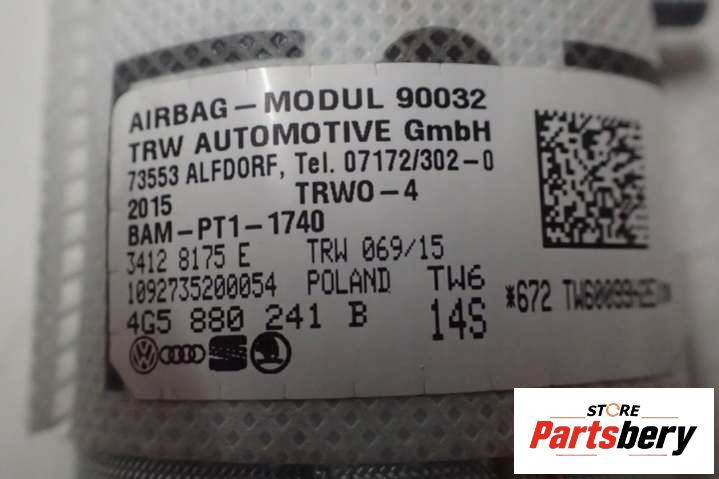 AIRBAG-MODUL 90032
TRW AUTOMOTIVE GmbH
73553 ALFDORF, Tel. 07172/302-0
2015 TRWO-4
BAM-PT1-1740
3412 8175 E TRW 069/15
1092735200054 POLAND TW6
4G5 880 241 B 14S
*672
STORE
Partsbery